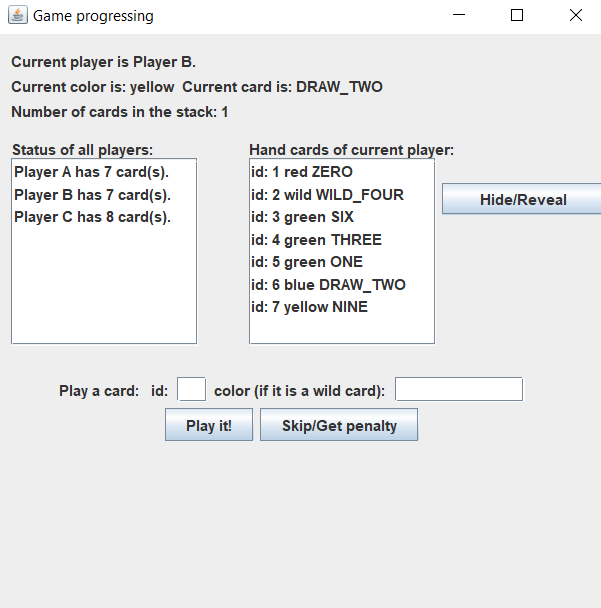 Game progressing
Current player is Player B.
Current color is: yellow  Current card is: DRAW_TWO
Number of cards in the stack: 1
Status of all players:
Player A has 7 card(s).
Player B has 7 card(s).
Player C has 8 card(s).
Hand cards of current player:
id: 1 red ZERO
id: 2 wild WILD_FOUR
id: 3 green SIX
id: 4 green THREE
id: 5 green ONE
id: 6 blue DRAW_TWO
id: 7 yellow NINE
Hide/Reveal
Play a card:   id:   color (if it is a wild card):
Play it!   Skip/Get penalty